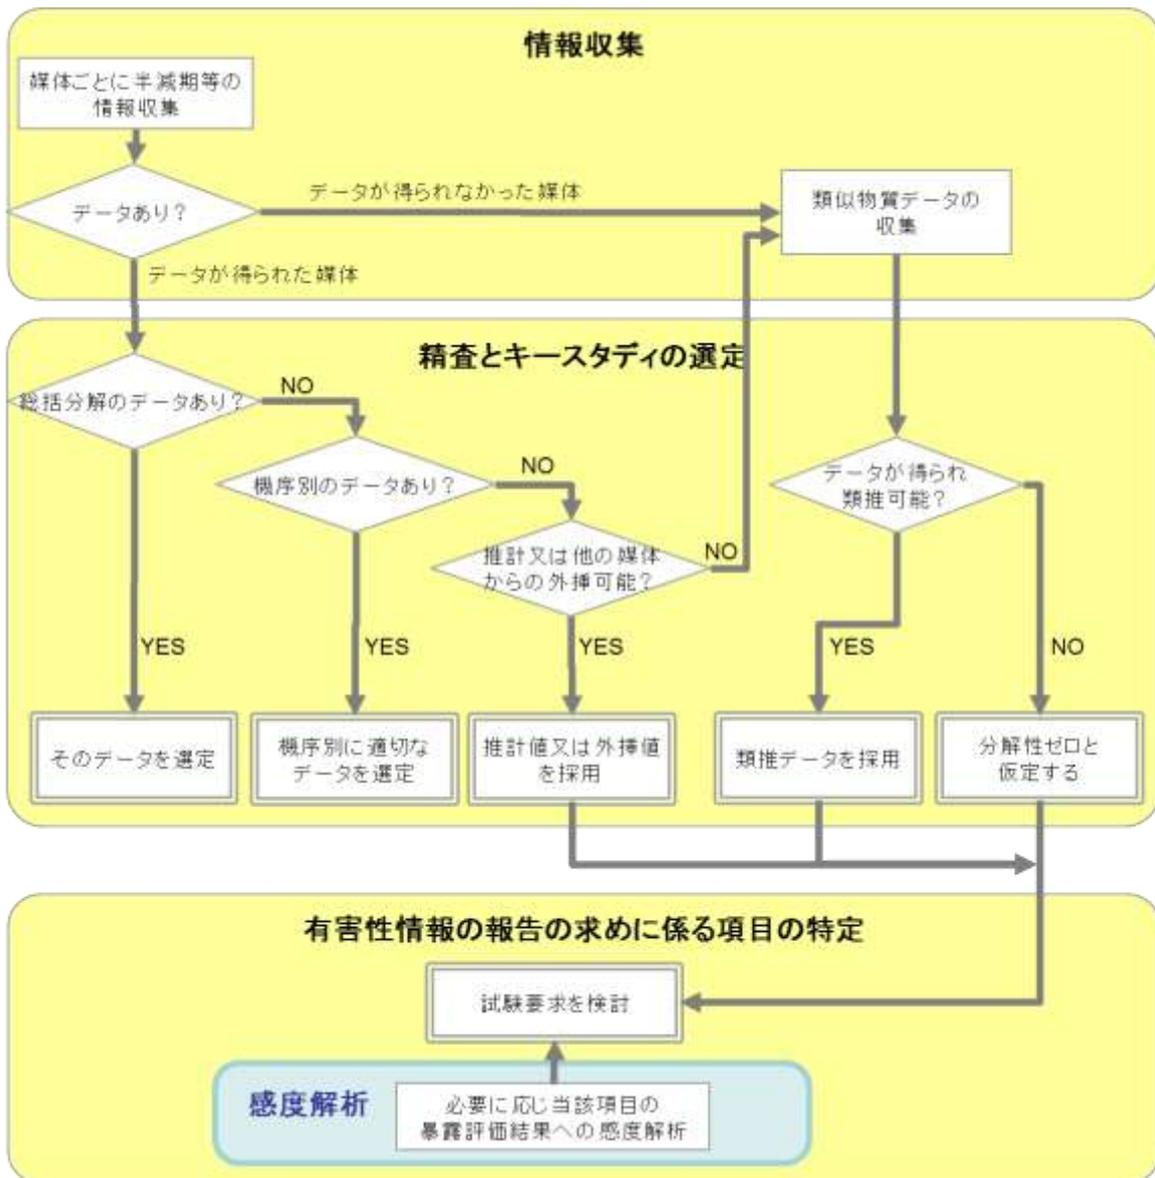 情報収集
媒体ごとに半減期等の
情報収集
データあり？
データが得られなかった媒体
類似物質データの
収集
データが得られた媒体
精査とキースタディの選定
総括分解のデータあり？
NO
機序別のデータあり？
NO
データが得られ
類推可能？
推計又は他の媒体
からの外挿可能？
NO
YES
YES
YES
YES
NO
そのデータを選定
機序別に適切な
データを選定
推計値又は外挿値
を採用
類推データを採用
分解性ゼロと
仮定する
有害性情報の報告の求めに係る項目の特定
試験要求を検討
感度解析
必要に応じ当該項目の
暴露評価結果への感度解析